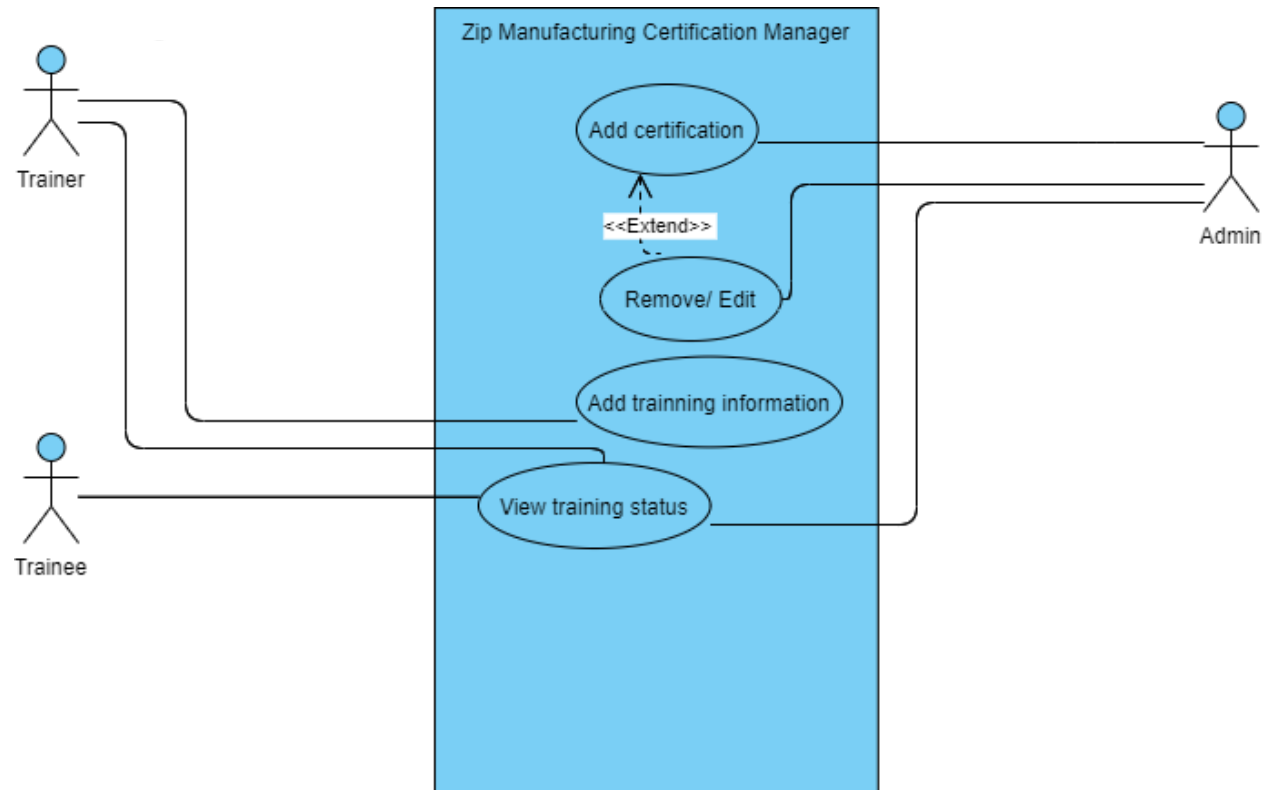 Zip Manufacturing Certification Manager
Add certification
Trainer
<<Extend>>
Admin
Remove/ Edit
Add trainning information
View training status
Trainee